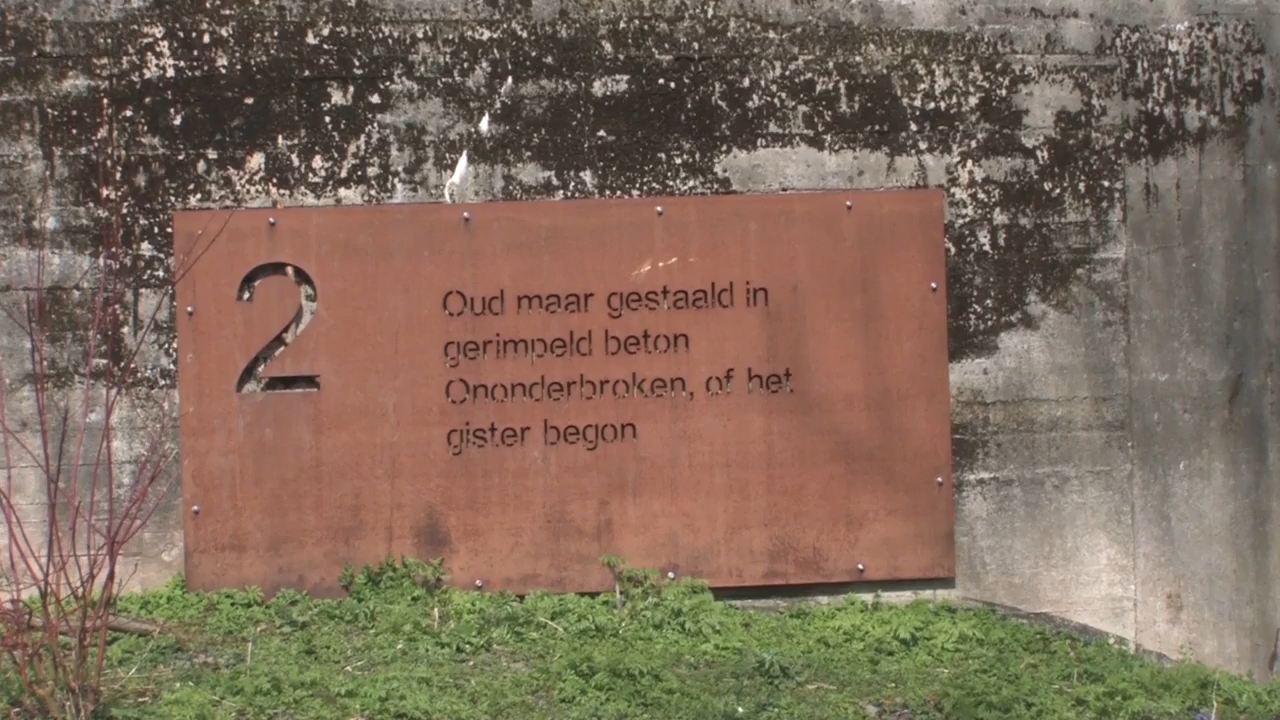 2
Oud maar gestaald in
gerimpeld beton
Ononderbroken, of het
gister begon